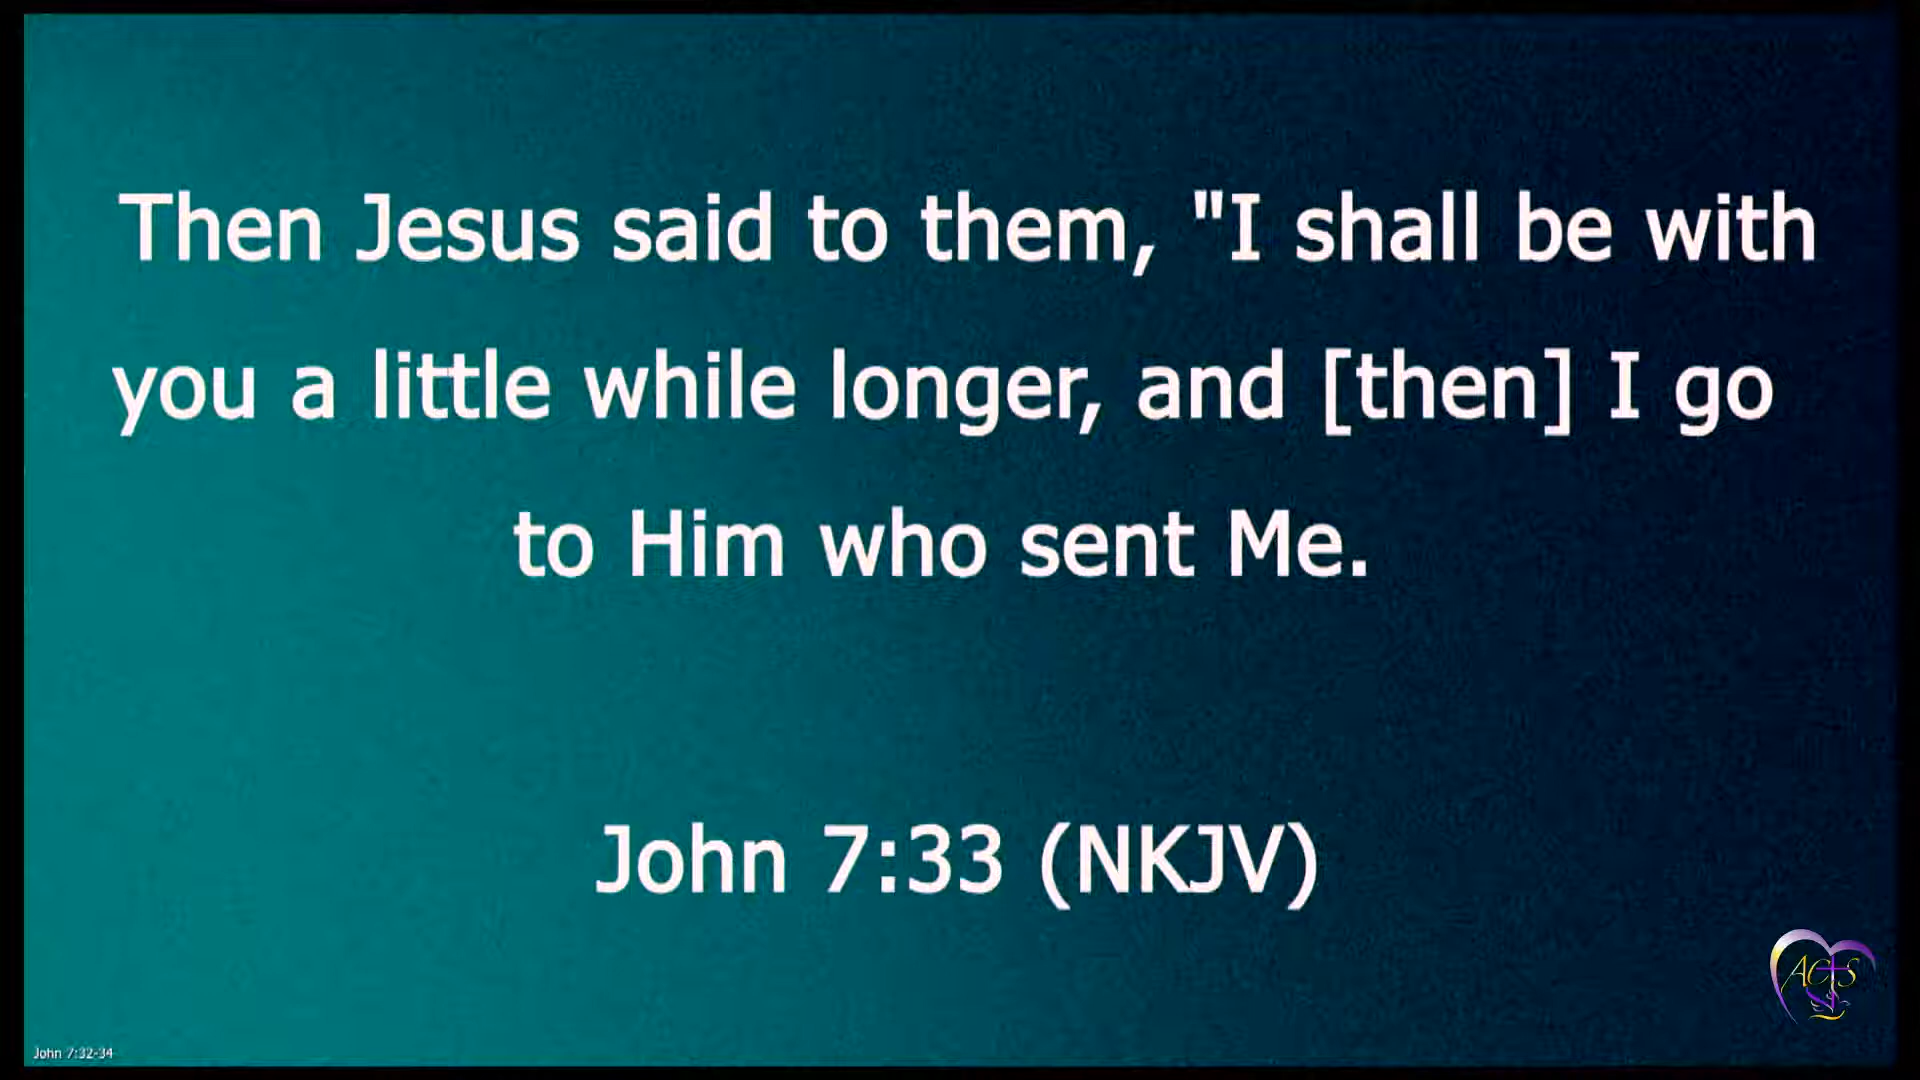 Then Jesus said to them, "I shall be with
you a little while longer, and [then] I go
to Him who sent Me.
John 7:33 (NKJV)
ACTS
John 7:32-34